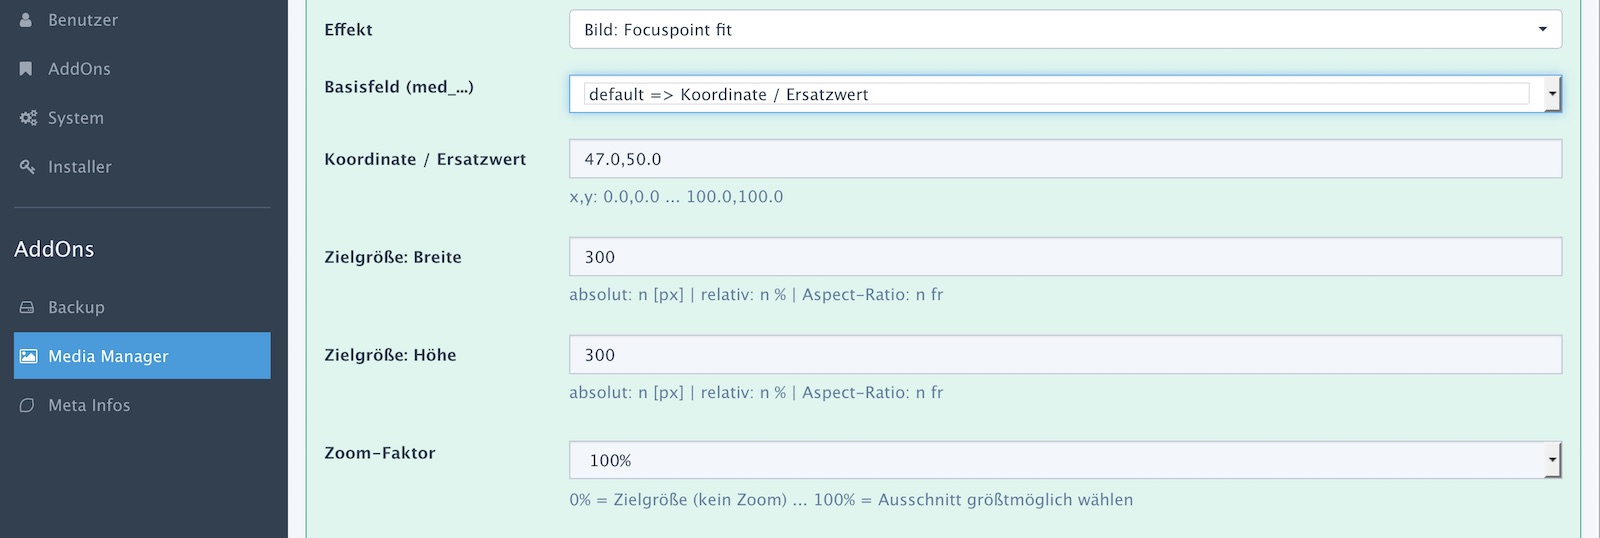 Benutzer
AddOns
System
Installer
AddOns
Backup
Media Manager
Meta Infos
Effekt
Bild: Focuspoint fit
Basisfeld (med_...)
default => Koordinate / Ersatzwert
Koordinate / Ersatzwert
47.0,50.0
x,y: 0.0,0.0 ... 100.0,100.0
Zielgröße: Breite
300
absolut: n [px] | relativ: n % | Aspect-Ratio: n fr
Zielgröße: Höhe
300
absolut: n [px] | relativ: n % | Aspect-Ratio: n fr
Zoom-Faktor
100%
0% = Zielgröße (kein Zoom) ... 100% = Ausschnitt größtmöglich wählen